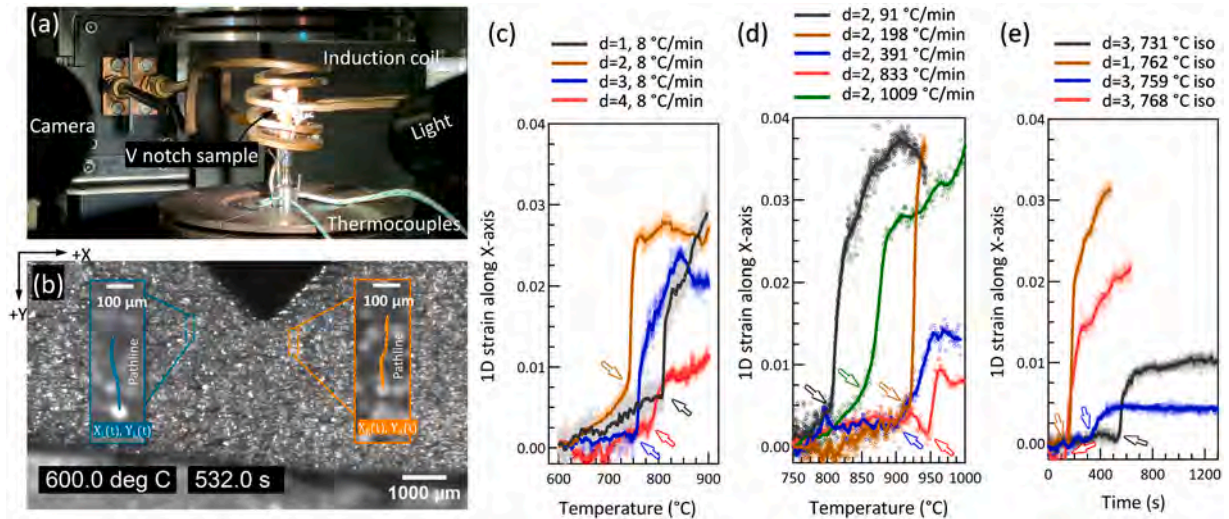 (a)
Induction coil
Camera
Light
V notch sample
Thermocouples
+X
+Y
(b)
100 μm
100 μm
Pathline
Pathline
600.0 deg C
532.0 s
1000 μm
(c)
d=1, 8 °C/min
d=2, 8 °C/min
d=3, 8 °C/min
d=4, 8 °C/min
1D strain along X-axis
0.04
0.03
0.02
0.01
0.00
600
700
800
900
Temperature (°C)
(d)
d=2, 91 °C/min
d=2, 198 °C/min
d=2, 391 °C/min
d=2, 833 °C/min
d=2, 1009 °C/min
1D strain along X-axis
0.04
0.03
0.02
0.01
0.00
750
800
850
900
950
1000
Temperature (°C)
(e)
d=3, 731 °C iso
d=1, 762 °C iso
d=3, 759 °C iso
d=3, 768 °C iso
1D strain along X-axis
0.04
0.03
0.02
0.01
0.00
0
400
800
1200
Time (s)